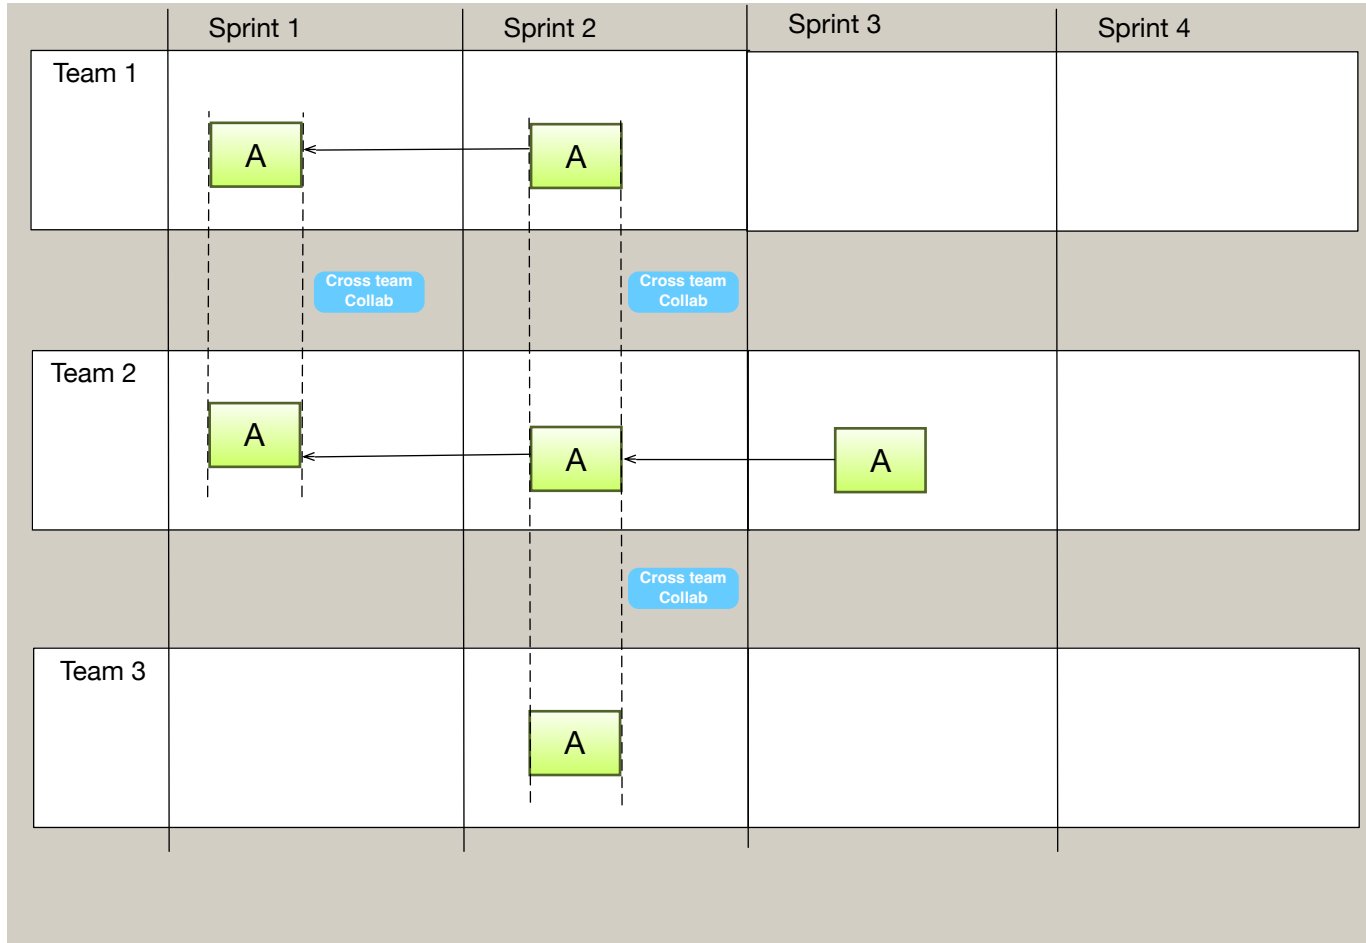 Sprint 1
Sprint 2
Sprint 3
Sprint 4
Team 1
A
A
Cross team
Collab
Cross team
Collab
Team 2
A
A
A
Cross team
Collab
Team 3
A